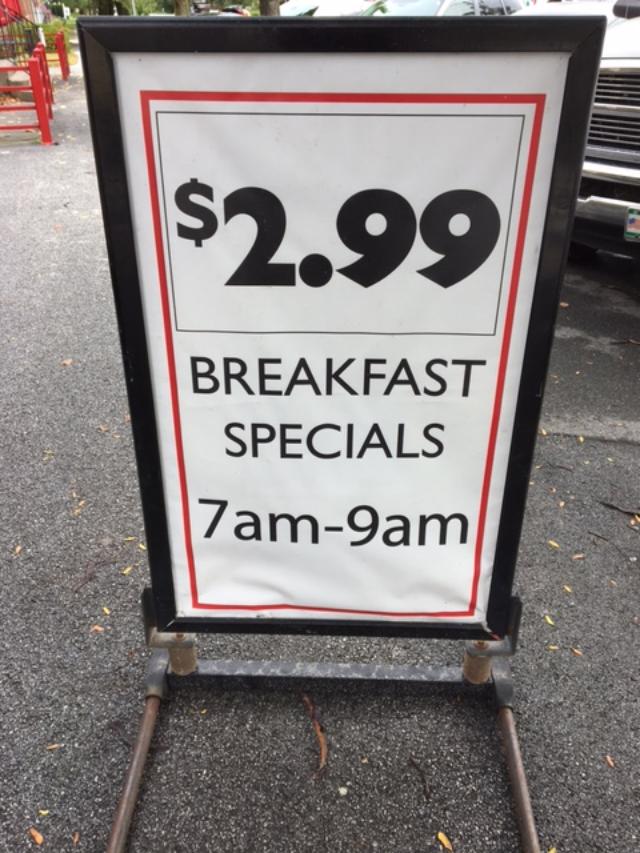 $2.99
BREAKFAST
SPECIALS
7am-9am